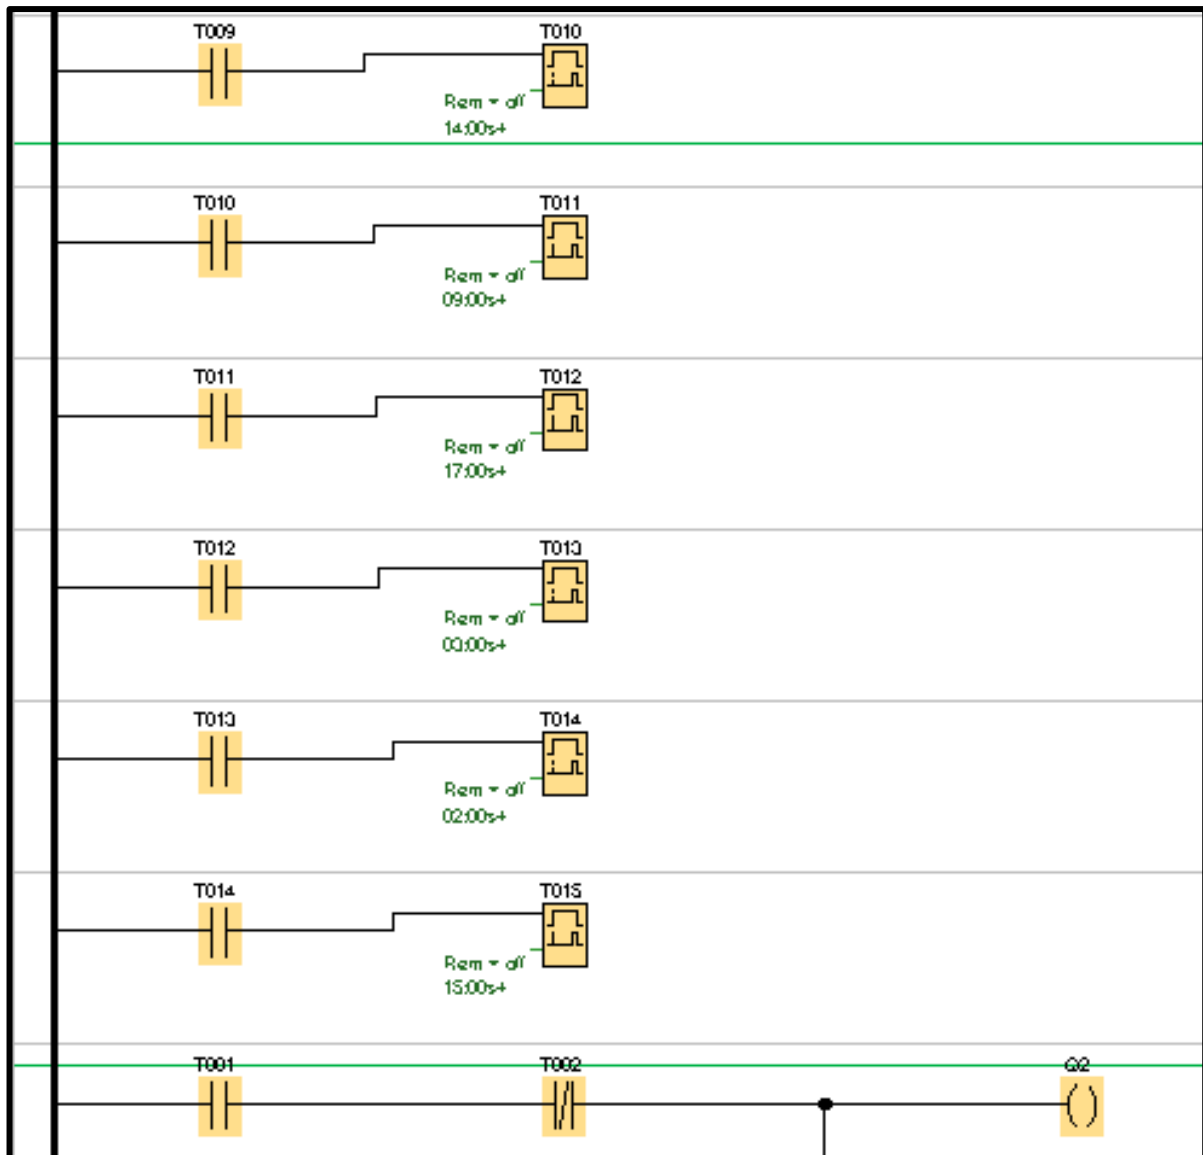 T009 T010
Rem = off
14:00s+
T010 T011
Rem = off
09:00s+
T011 T012
Rem = off
17:00s+
T012 T013
Rem = off
03:00s+
T013 T014
Rem = off
02:00s+
T014 T015
Rem = off
15:00s+
T001 T002 Q2